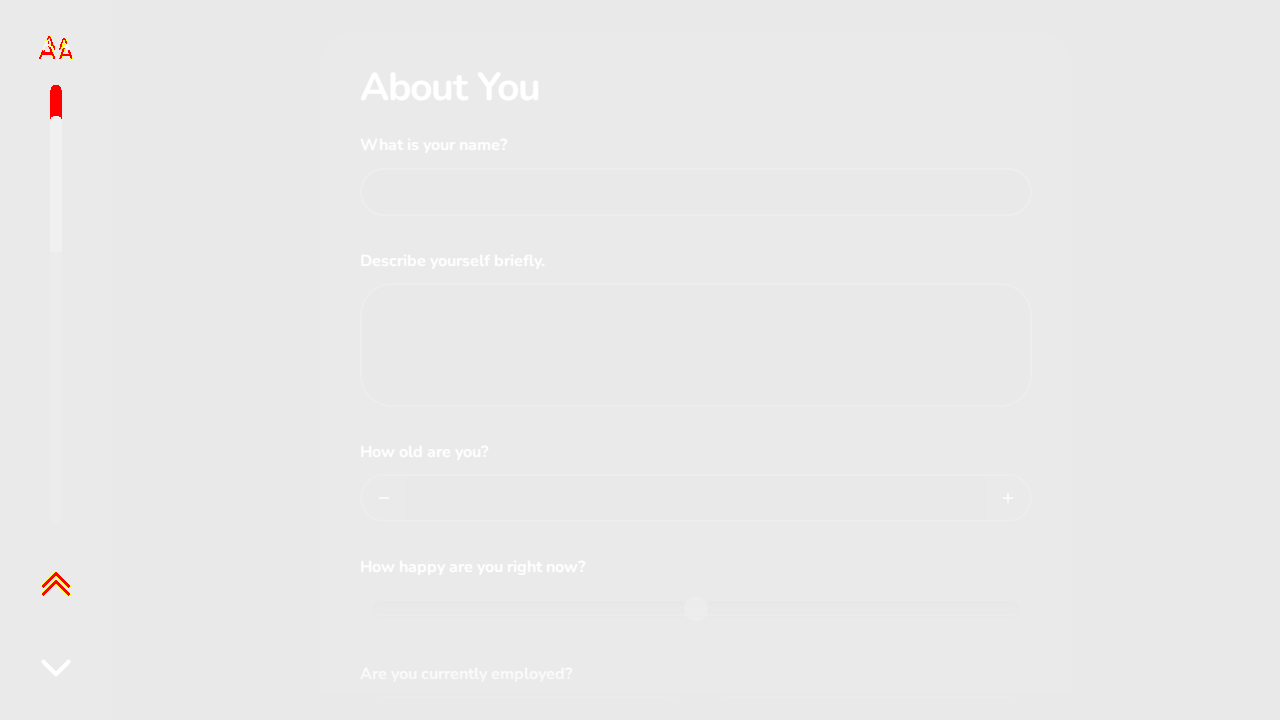 About You
What is your name?
Describe yourself briefly.
How old are you?
− +
How happy are you right now?
Are you currently employed?